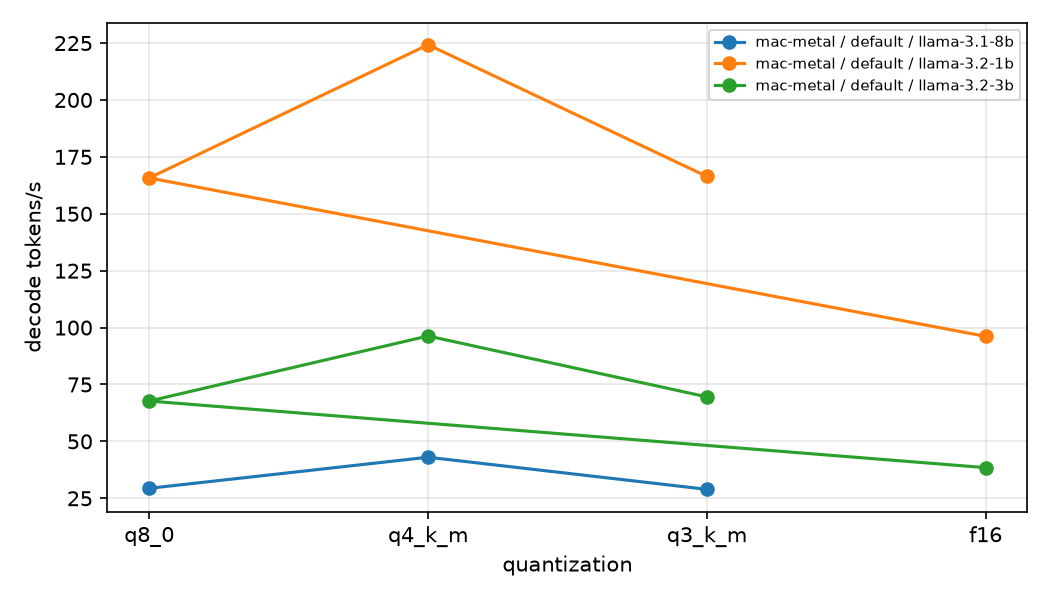 225
200
175
150
125
100
75
50
25
decode tokens/s
mac-metal / default / llama-3.1-8b
mac-metal / default / llama-3.2-1b
mac-metal / default / llama-3.2-3b
q8_0 q4_k_m q3_k_m f16
quantization